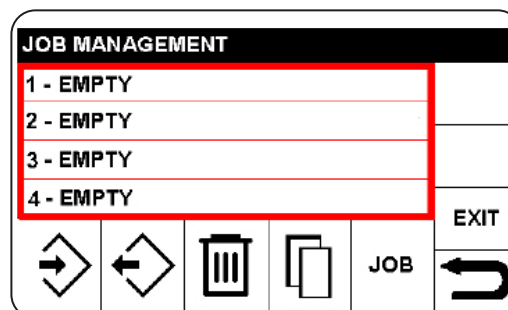 JOB MANAGEMENT
1 - EMPTY
2 - EMPTY
3 - EMPTY
4 - EMPTY
EXIT
JOB